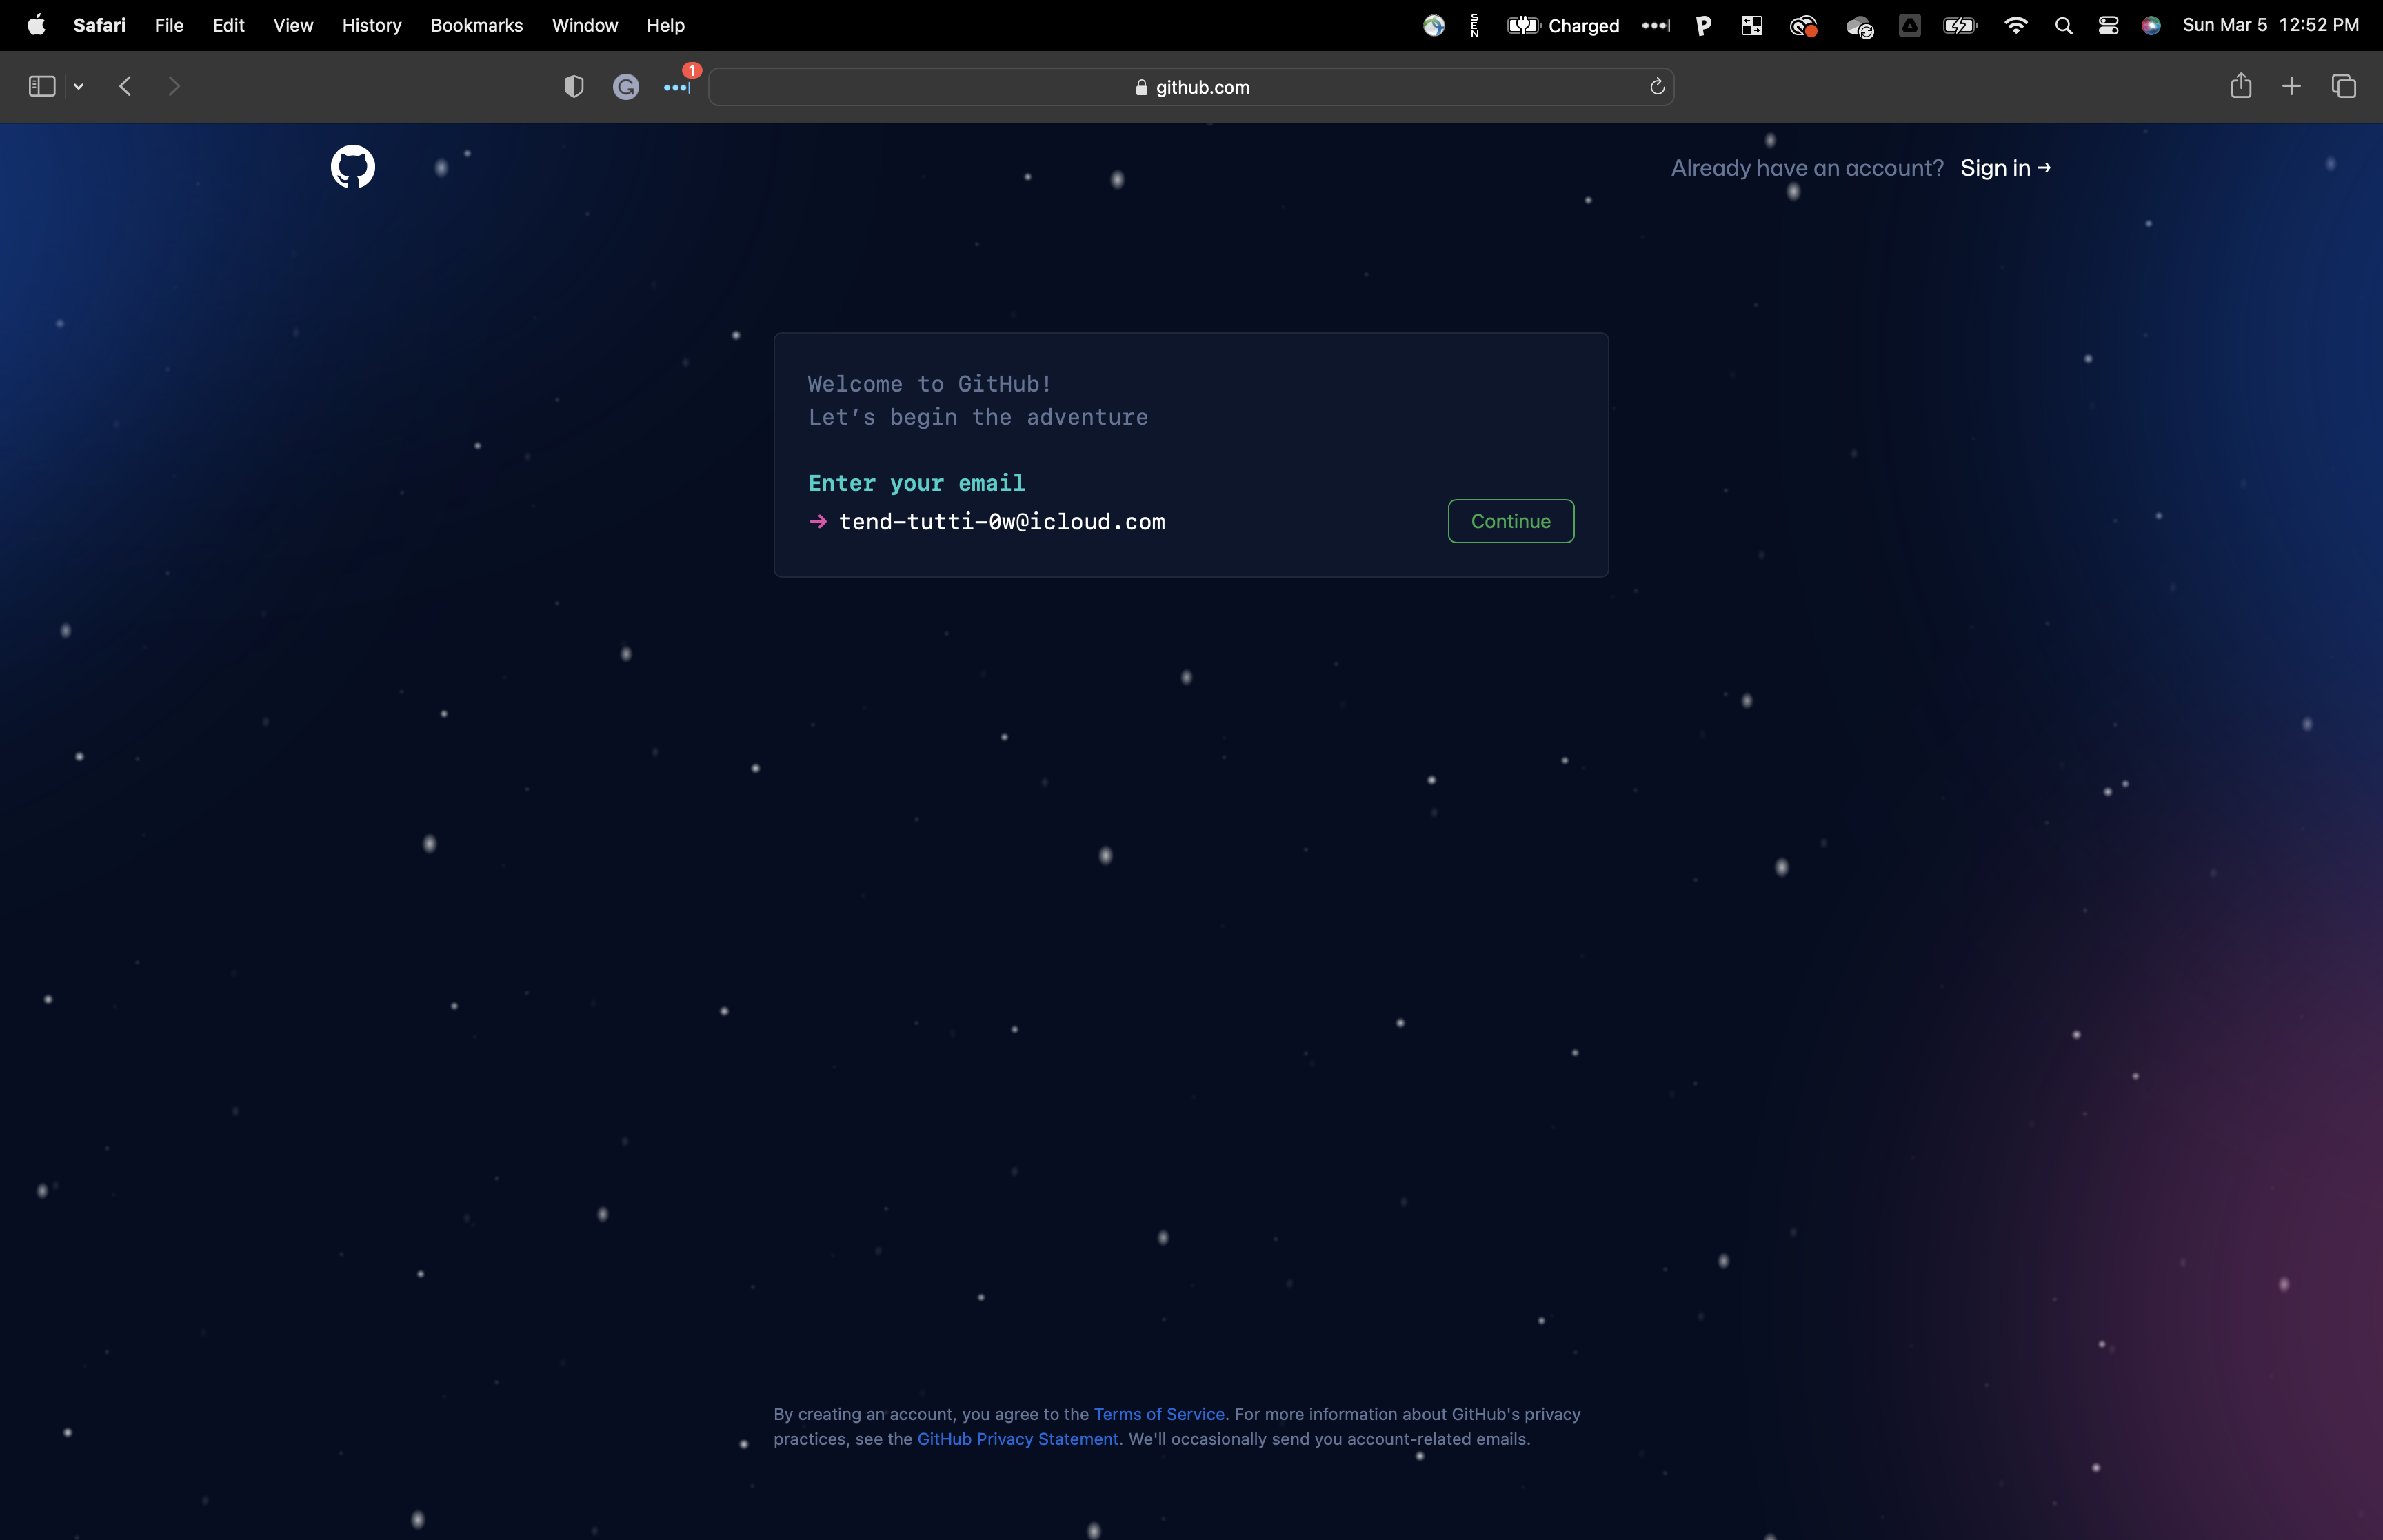 Safari File Edit View History Bookmarks Window Help SEN Charged Sun Mar 5 12:52 PM
1
github.com
Already have an account? Sign in →
Welcome to GitHub!
Let’s begin the adventure
Enter your email
→ tend-tutti-0w@icloud.com
Continue
By creating an account, you agree to the Terms of Service. For more information about GitHub's privacy
practices, see the GitHub Privacy Statement. We'll occasionally send you account-related emails.